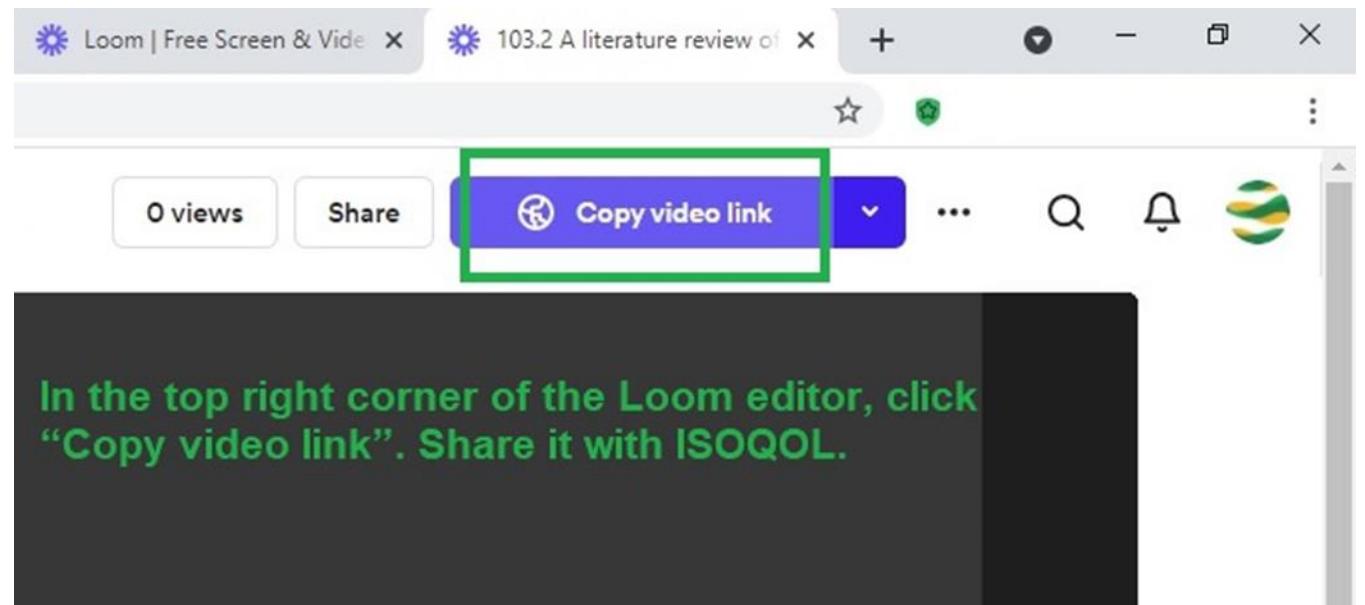 Loom | Free Screen & Vide
103.2 A literature review of
0 views Share Copy video link
In the top right corner of the Loom editor, click
“Copy video link”. Share it with ISOQOL.